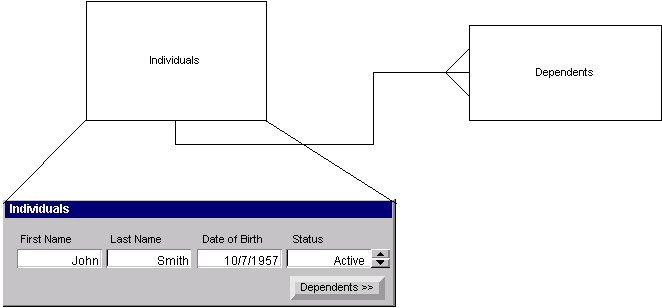 Individuals
Dependents
Individuals
First Name Last Name Date of Birth Status
John Smith 10/7/1957 Active
Dependents >>